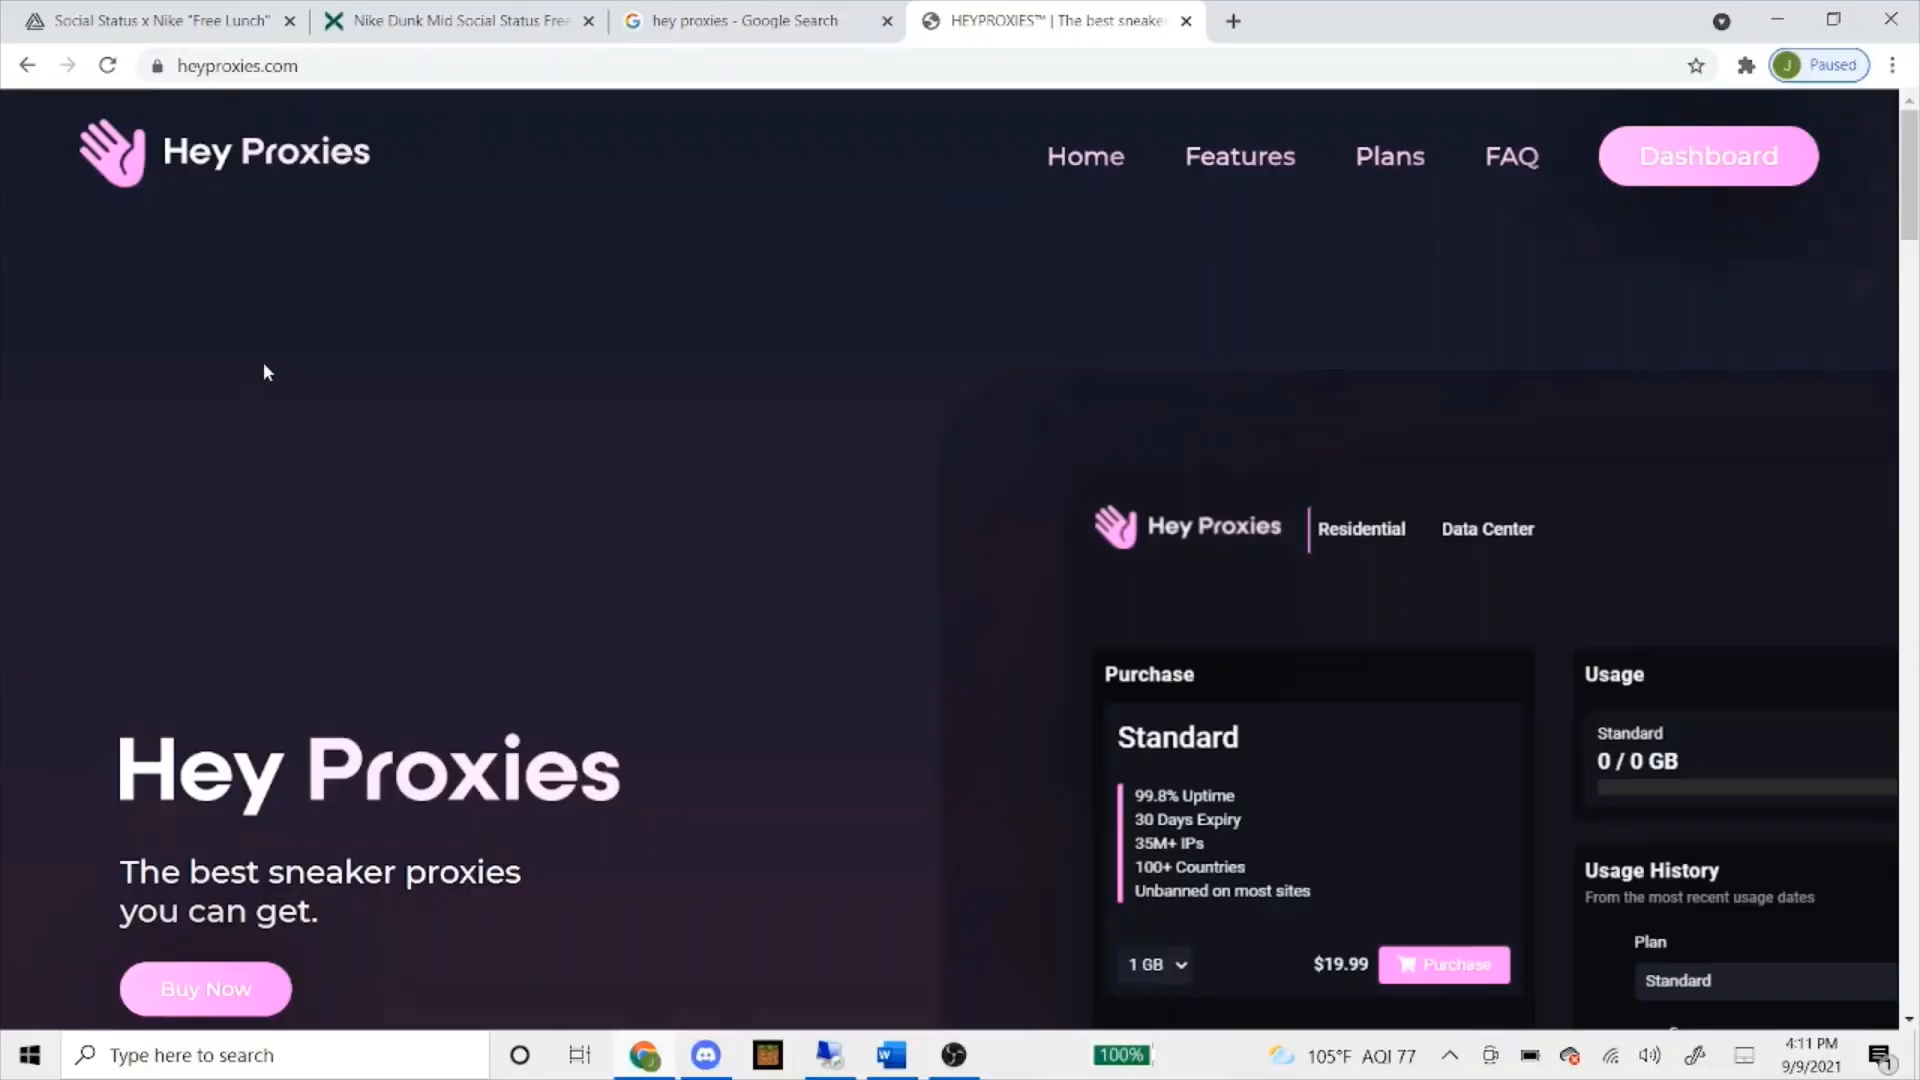 Social Status x Nike "Free Lunch"
Nike Dunk Mid Social Status Free
hey proxies - Google Search
HEYPROXIES™ | The best sneake
heyproxies.com
J
Paused
Hey Proxies
Home
Features
Plans
FAQ
Dashboard
Hey Proxies
Residential
Data Center
Purchase
Standard
99.8% Uptime
30 Days Expiry
35M+ IPs
100+ Countries
Unbanned on most sites
1 GB
$19.99
Purchase
Usage
Standard
0 / 0 GB
Usage History
From the most recent usage dates
Plan
Standard
Hey Proxies
The best sneaker proxies
you can get.
Buy Now
Type here to search
100%
105°F AQI 77
4:11 PM
9/9/2021
1